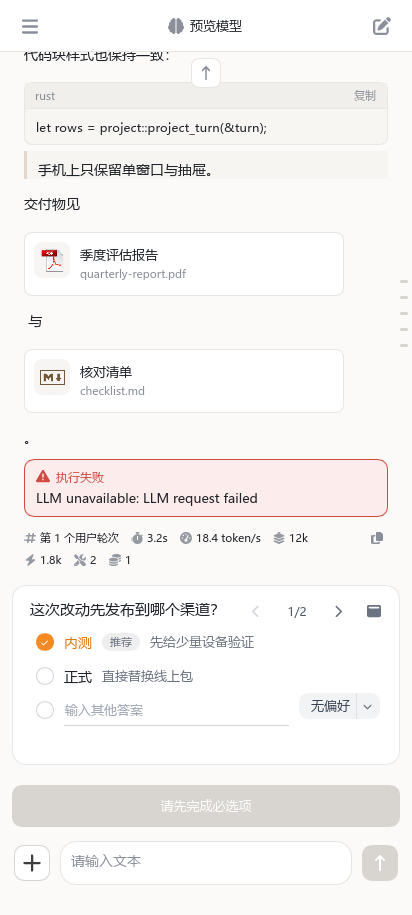 预览模型
代码块样式也保持一致：
rust 复制
let rows = project::project_turn(&turn);
手机上只保留单窗口与抽屉。
交付物见
季度评估报告
quarterly-report.pdf
与
核对清单
checklist.md
。
执行失败
LLM unavailable: LLM request failed
第 1 个用户轮次 3.2s 18.4 token/s 12k
1.8k 2 1
这次改动先发布到哪个渠道？ 1/2
内测 推荐 先给少量设备验证
正式 直接替换线上包
输入其他答案 无偏好
请先完成必选项
请输入文本